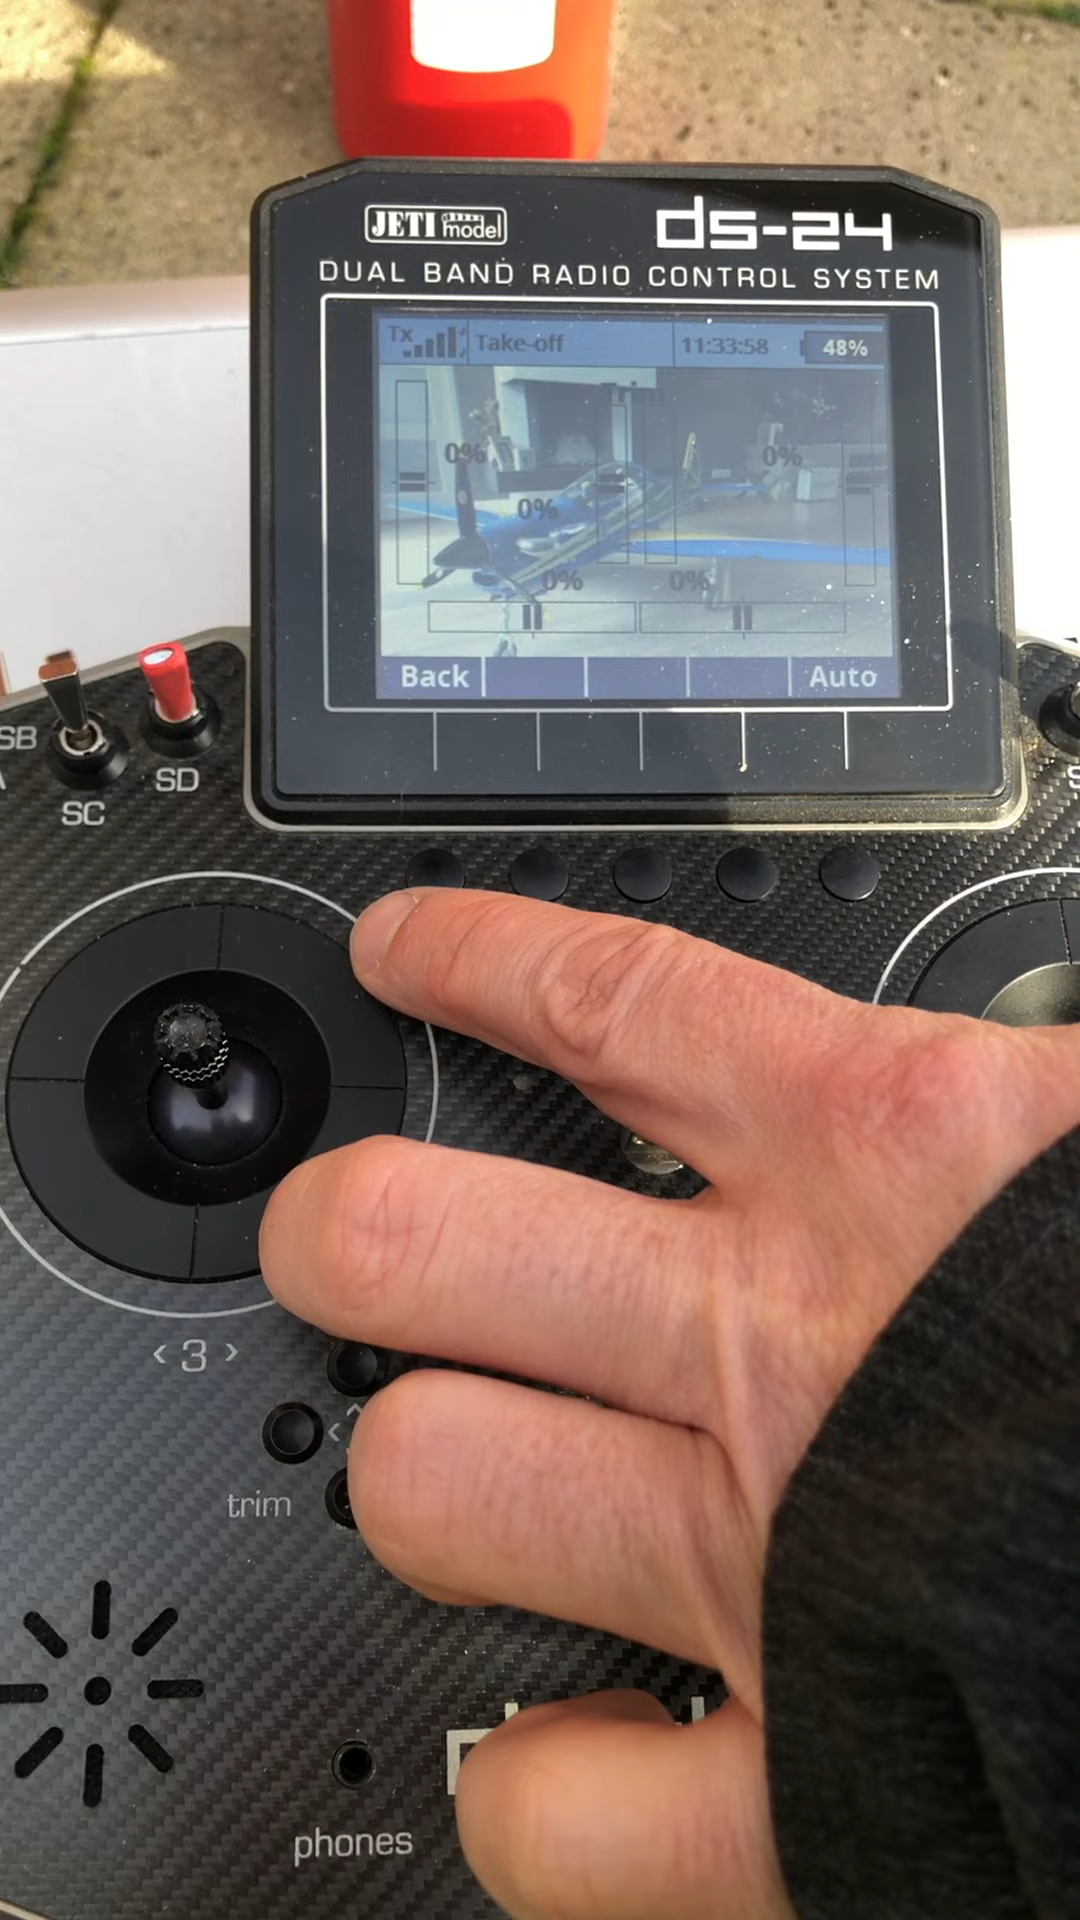 JETI model
ds-24
DUAL BAND RADIO CONTROL SYSTEM
Tx Take-off 11:33:58 48%
0% 0%
0%
0% 0%
Back Auto
SB
SD
SC
< 3 >
trim
phones